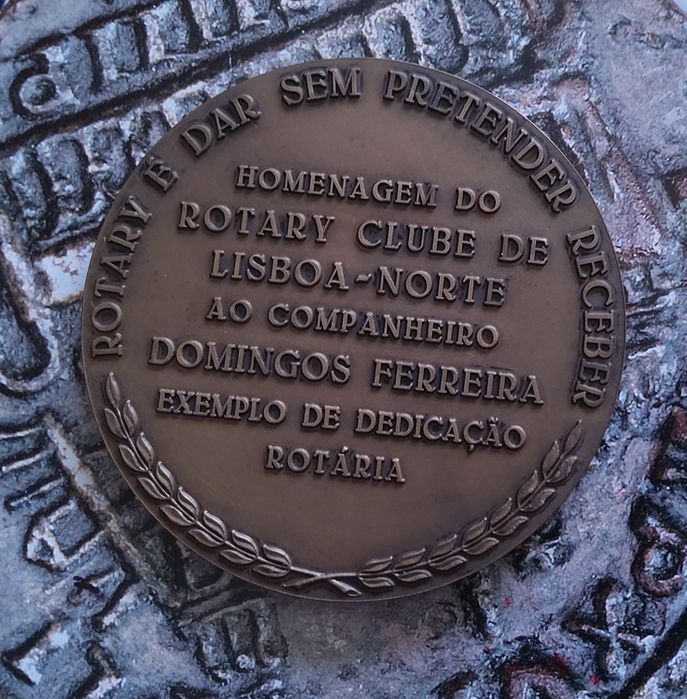 ROTARY É DAR SEM PRETENDER RECEBER
HOMENAGEM DO
ROTARY CLUBE DE
LISBOA-NORTE
AO COMPANHEIRO
DOMINGOS FERREIRA
EXEMPLO DE DEDICAÇÃO
ROTÁRIA